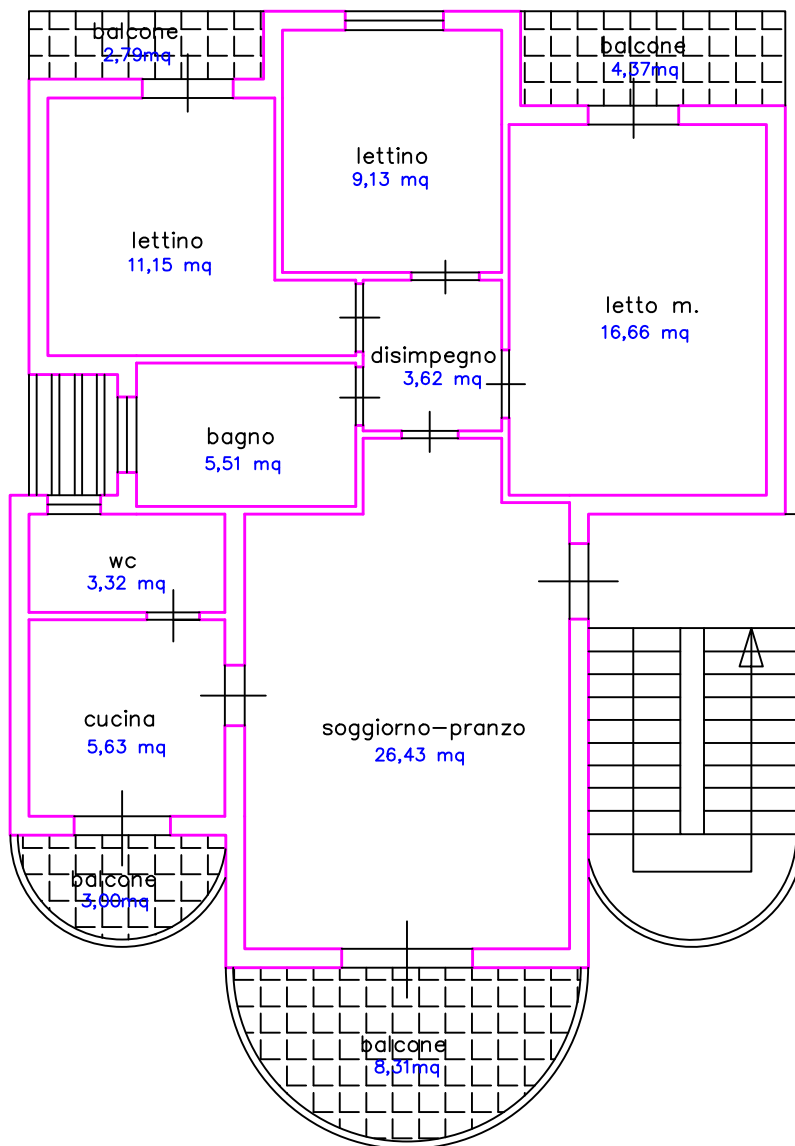 balcone
2,79mq
balcone
4,37mq
lettino
9,13 mq
lettino
11,15 mq
letto m.
16,66 mq
disimpegno
3,62 mq
bagno
5,51 mq
wc
3,32 mq
cucina
5,63 mq
soggiorno-pranzo
26,43 mq
balcone
3,00mq
balcone
8,31mq